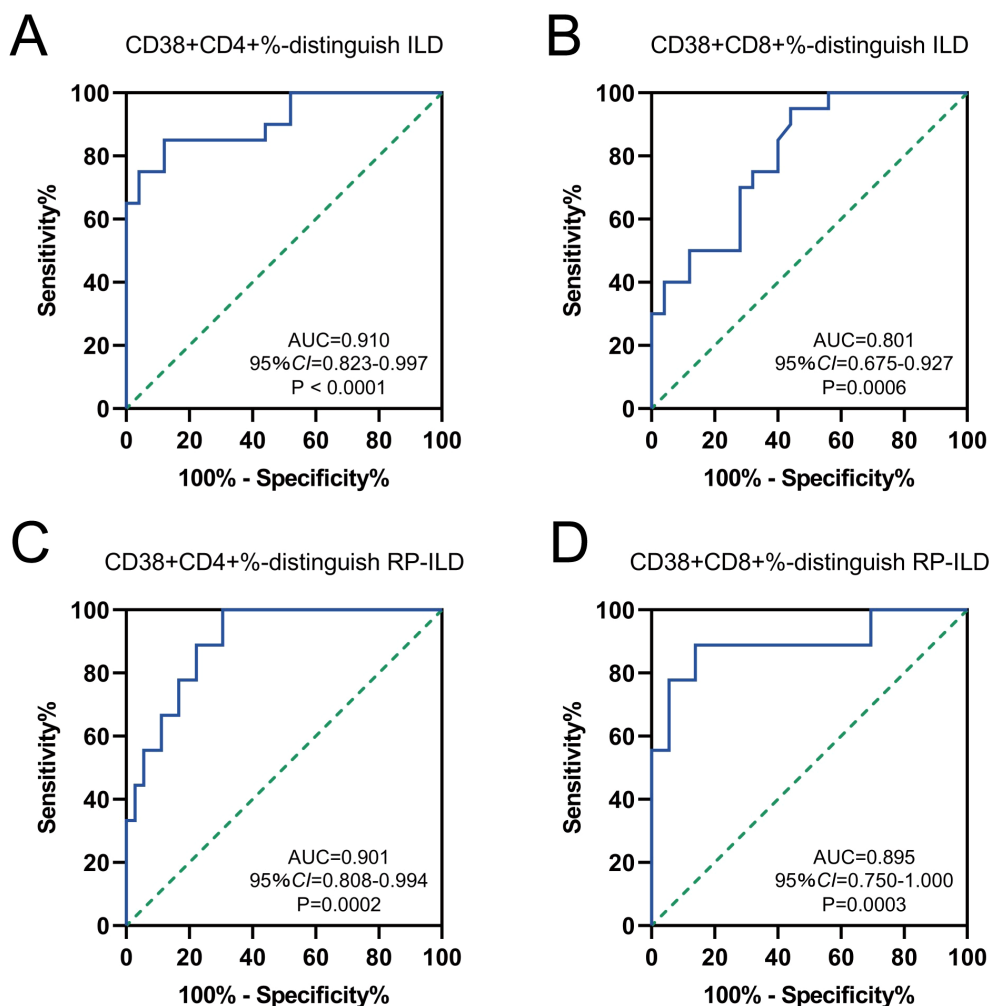 A
CD38+CD4+%-distinguish ILD
100
80
60
40
20
0
Sensitivity%
AUC=0.910
95%CI=0.823-0.997
P < 0.0001
0 20 40 60 80 100
100% - Specificity%
B
CD38+CD8+%-distinguish ILD
100
80
60
40
20
0
Sensitivity%
AUC=0.801
95%CI=0.675-0.927
P=0.0006
0 20 40 60 80 100
100% - Specificity%
C
CD38+CD4+%-distinguish RP-ILD
100
80
60
40
20
0
Sensitivity%
AUC=0.901
95%CI=0.808-0.994
P=0.0002
0 20 40 60 80 100
100% - Specificity%
D
CD38+CD8+%-distinguish RP-ILD
100
80
60
40
20
0
Sensitivity%
AUC=0.895
95%CI=0.750-1.000
P=0.0003
0 20 40 60 80 100
100% - Specificity%